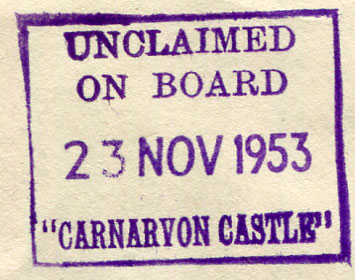 UNCLAIMED
ON BOARD
23 NOV 1953
"CARNARVON CASTLE"